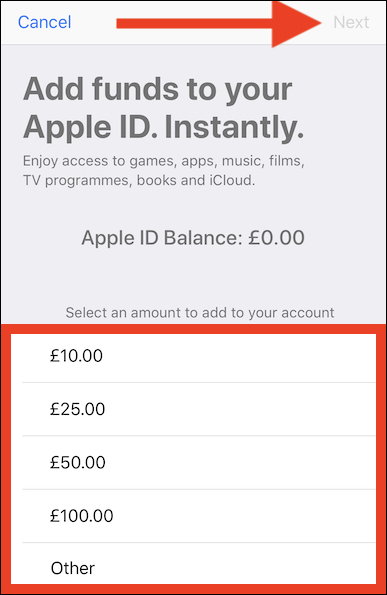 Cancel Next
Add funds to your
Apple ID. Instantly.
Enjoy access to games, apps, music, films,
TV programmes, books and iCloud.
Apple ID Balance: £0.00
Select an amount to add to your account
£10.00
£25.00
£50.00
£100.00
Other